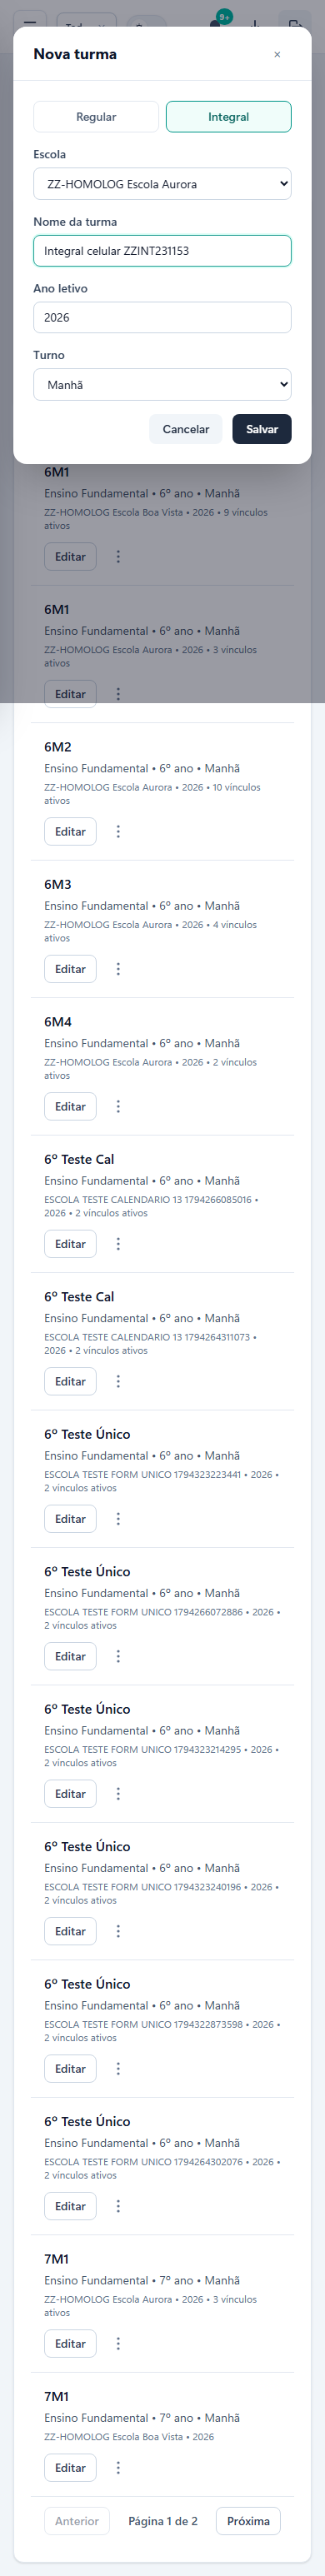 9+
Nova turma
×
Regular
Integral
Escola
ZZ-HOMOLOG Escola Aurora
Nome da turma
Integral celular ZZINT231153
Ano letivo
2026
Turno
Manhã
Cancelar
Salvar
6M1
Ensino Fundamental • 6º ano • Manhã
ZZ-HOMOLOG Escola Boa Vista • 2026 • 9 vínculos
ativos
Editar
6M1
Ensino Fundamental • 6º ano • Manhã
ZZ-HOMOLOG Escola Aurora • 2026 • 3 vínculos
ativos
Editar
6M2
Ensino Fundamental • 6º ano • Manhã
ZZ-HOMOLOG Escola Aurora • 2026 • 10 vínculos
ativos
Editar
6M3
Ensino Fundamental • 6º ano • Manhã
ZZ-HOMOLOG Escola Aurora • 2026 • 4 vínculos
ativos
Editar
6M4
Ensino Fundamental • 6º ano • Manhã
ZZ-HOMOLOG Escola Aurora • 2026 • 2 vínculos
ativos
Editar
6º Teste Cal
Ensino Fundamental • 6º ano • Manhã
ESCOLA TESTE CALENDARIO 13 1794266085016 •
2026 • 2 vínculos ativos
Editar
6º Teste Cal
Ensino Fundamental • 6º ano • Manhã
ESCOLA TESTE CALENDARIO 13 1794264311073 •
2026 • 2 vínculos ativos
Editar
6º Teste Único
Ensino Fundamental • 6º ano • Manhã
ESCOLA TESTE FORM UNICO 1794323223441 • 2026 •
2 vínculos ativos
Editar
6º Teste Único
Ensino Fundamental • 6º ano • Manhã
ESCOLA TESTE FORM UNICO 1794266072886 • 2026 •
2 vínculos ativos
Editar
6º Teste Único
Ensino Fundamental • 6º ano • Manhã
ESCOLA TESTE FORM UNICO 1794323214295 • 2026 •
2 vínculos ativos
Editar
6º Teste Único
Ensino Fundamental • 6º ano • Manhã
ESCOLA TESTE FORM UNICO 1794323240196 • 2026 •
2 vínculos ativos
Editar
6º Teste Único
Ensino Fundamental • 6º ano • Manhã
ESCOLA TESTE FORM UNICO 1794322873598 • 2026 •
2 vínculos ativos
Editar
6º Teste Único
Ensino Fundamental • 6º ano • Manhã
ESCOLA TESTE FORM UNICO 1794264302076 • 2026 •
2 vínculos ativos
Editar
7M1
Ensino Fundamental • 7º ano • Manhã
ZZ-HOMOLOG Escola Aurora • 2026 • 3 vínculos
ativos
Editar
7M1
Ensino Fundamental • 7º ano • Manhã
ZZ-HOMOLOG Escola Boa Vista • 2026
Editar
Anterior
Página 1 de 2
Próxima